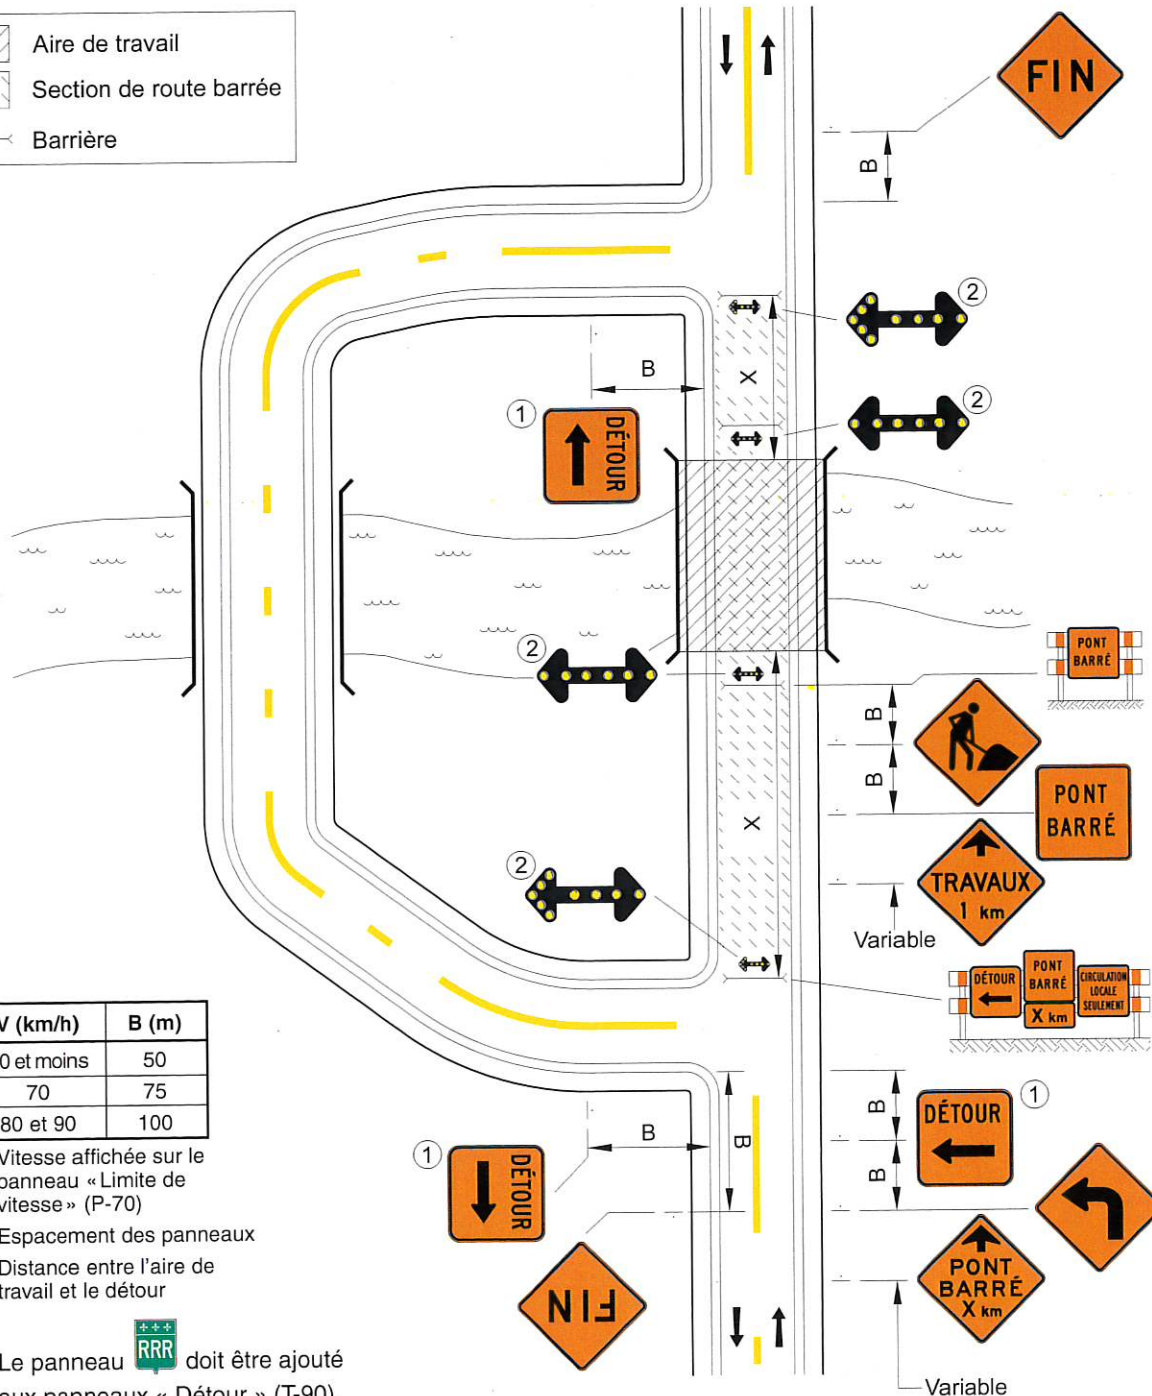 Aire de travail
Section de route barrée
Barrière
FIN
B
2
2
B
X
1
DÉTOUR
2
PONT
BARRÉ
B
B
PONT
BARRÉ
X
2
TRAVAUX
1 km
Variable
DÉTOUR
PONT
BARRÉ
X km
CIRCULATION
LOCALE
SEULEMENT
V (km/h) B (m)
0 et moins 50
70 75
80 et 90 100
Vitesse affichée sur le
panneau « Limite de
vitesse » (P-70)
Espacement des panneaux
Distance entre l'aire de
travail et le détour
B
DÉTOUR
1
B
B
B
1
DÉTOUR
FIN
PONT
BARRÉ
X km
Variable
Le panneau RRR doit être ajouté
aux panneaux « Détour » (T-90)